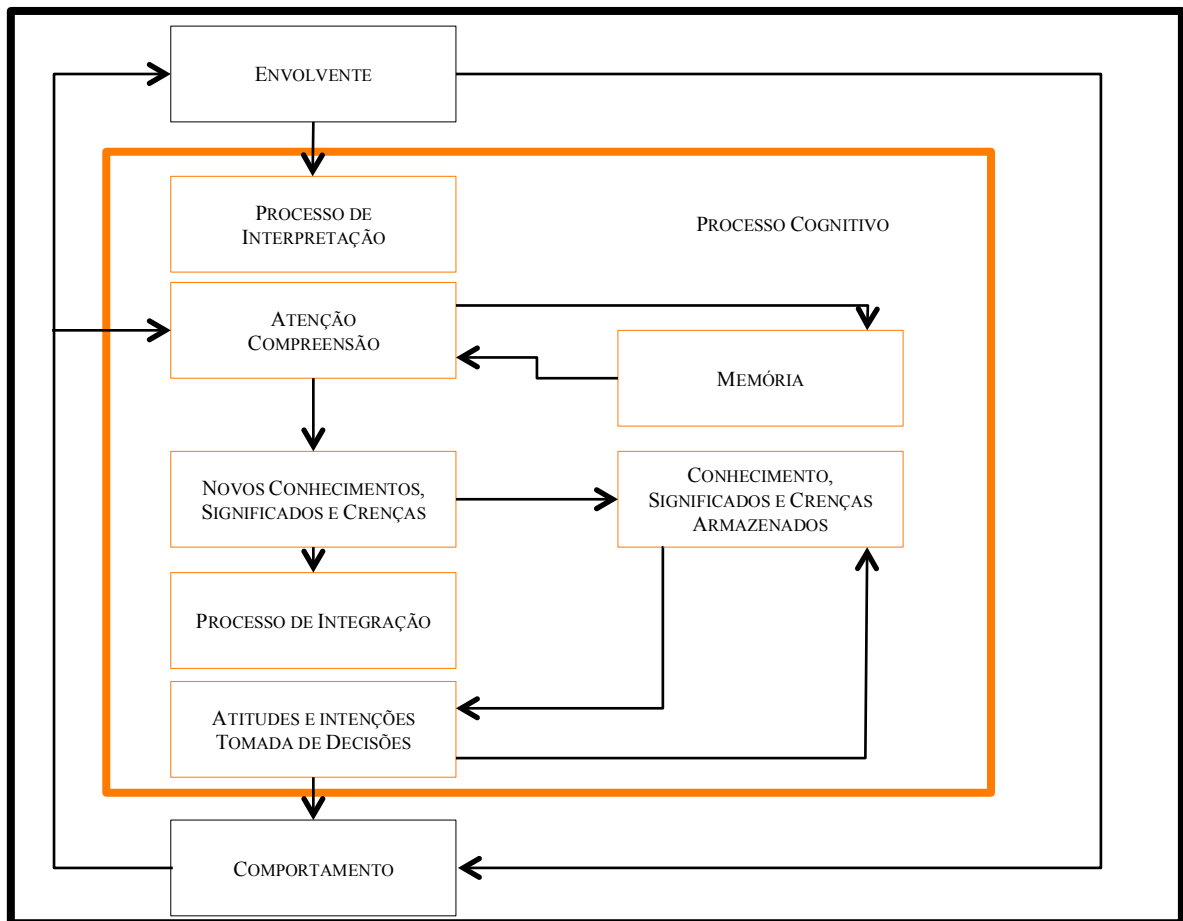 ENVOLVENTE
PROCESSO DE
INTERPRETAÇÃO
PROCESSO COGNITIVO
ATENÇÃO
COMPREENSÃO
MEMÓRIA
NOVOS CONHECIMENTOS,
SIGNIFICADOS E CRENÇAS
CONHECIMENTO,
SIGNIFICADOS E CRENÇAS
ARMAZENADOS
PROCESSO DE INTEGRAÇÃO
ATITUDES E INTENÇÕES
TOMADA DE DECISÕES
COMPORTAMENTO